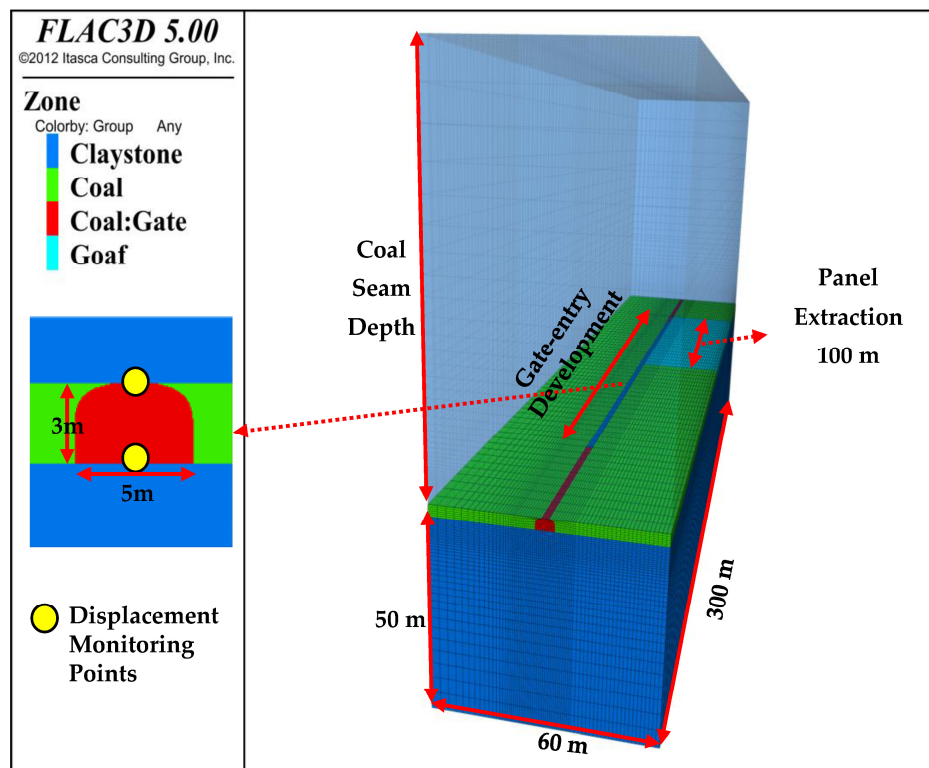 FLAC3D 5.00
©2012 Itasca Consulting Group, Inc.
Zone
Colorby: Group Any
Claystone
Coal
Coal:Gate
Goaf
3m
5m
Displacement
Monitoring
Points
Coal
Seam
Depth
Gate-entry
Development
Panel
Extraction
100 m
50 m
60 m
300 m